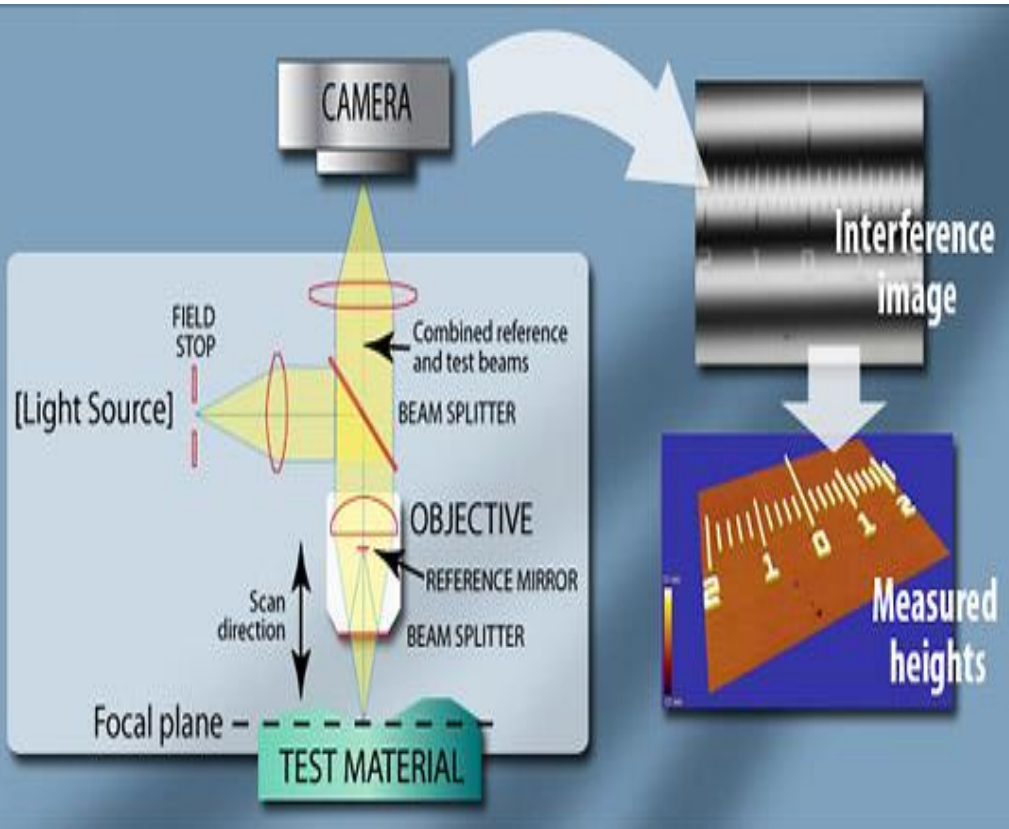 CAMERA
FIELD
STOP
[Light Source]
Combined reference
and test beams
BEAM SPLITTER
OBJECTIVE
REFERENCE MIRROR
Scan
direction
BEAM SPLITTER
Focal plane
TEST MATERIAL
Interference
image
2 1 0 1 2
Measured
heights